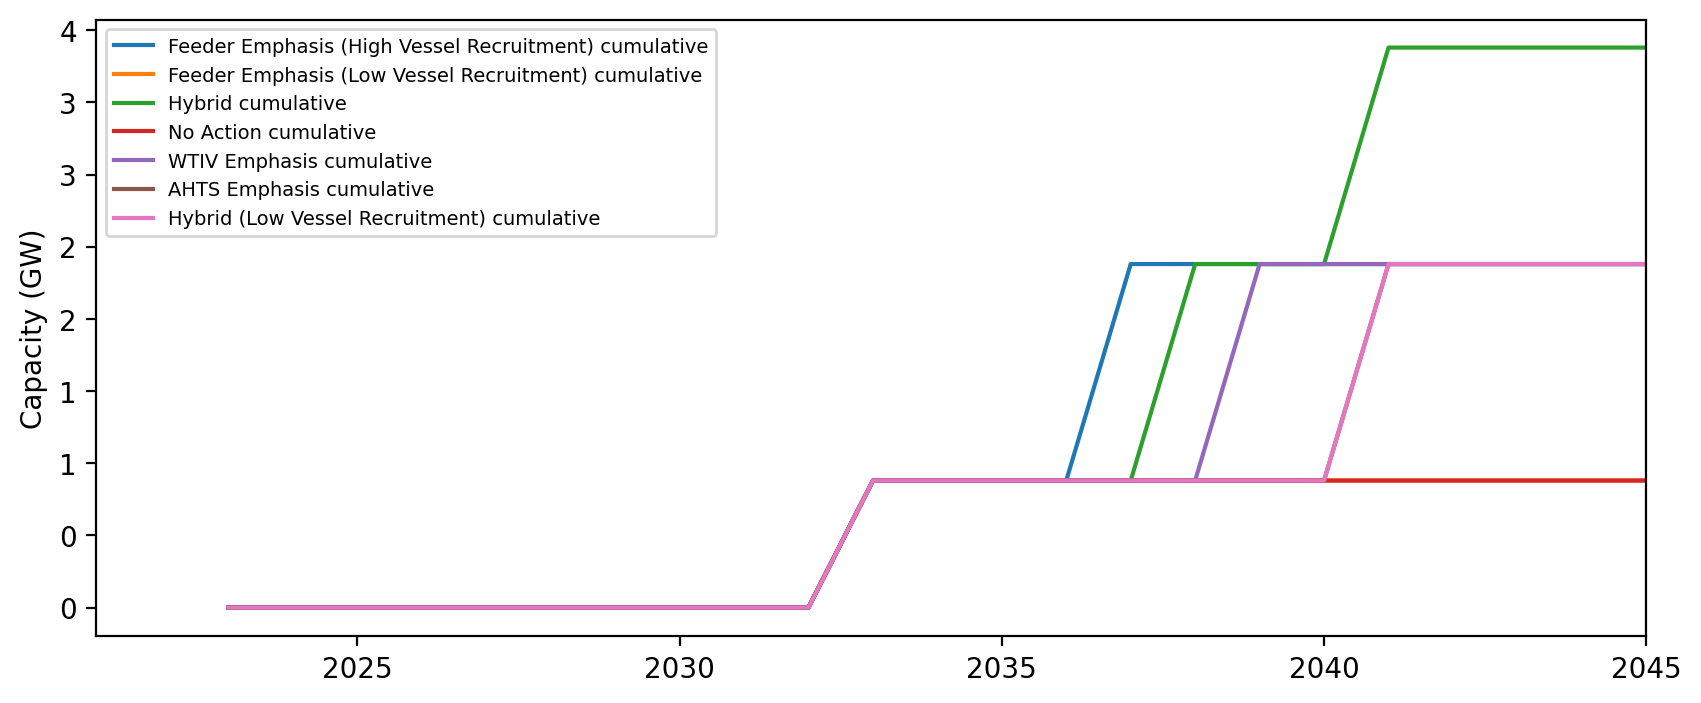 4
3
3
2
2
1
1
0
0
Capacity (GW)
Feeder Emphasis (High Vessel Recruitment) cumulative
Feeder Emphasis (Low Vessel Recruitment) cumulative
Hybrid cumulative
No Action cumulative
WTIV Emphasis cumulative
AHTS Emphasis cumulative
Hybrid (Low Vessel Recruitment) cumulative
2025 2030 2035 2040 2045